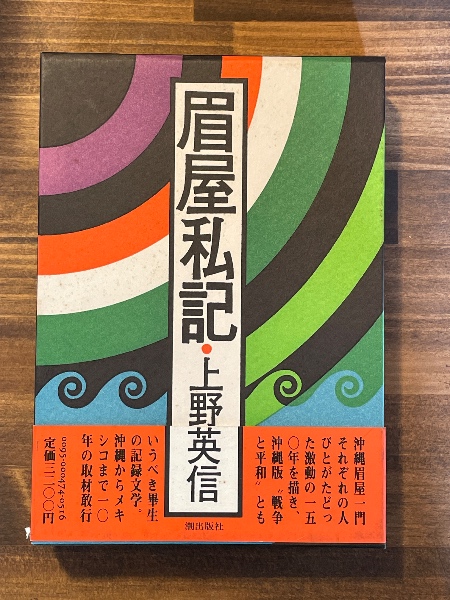 眉屋私記・上野英信
沖縄眉屋一門
それぞれの人
びとがたどっ
た激動の一五
〇年を描き、
沖縄版〝戦争
と平和〟とも
いうべき畢生
の記録文学。
沖縄からメキ
シコまで一〇
年の取材敢行
定価二二〇〇円
潮出版社